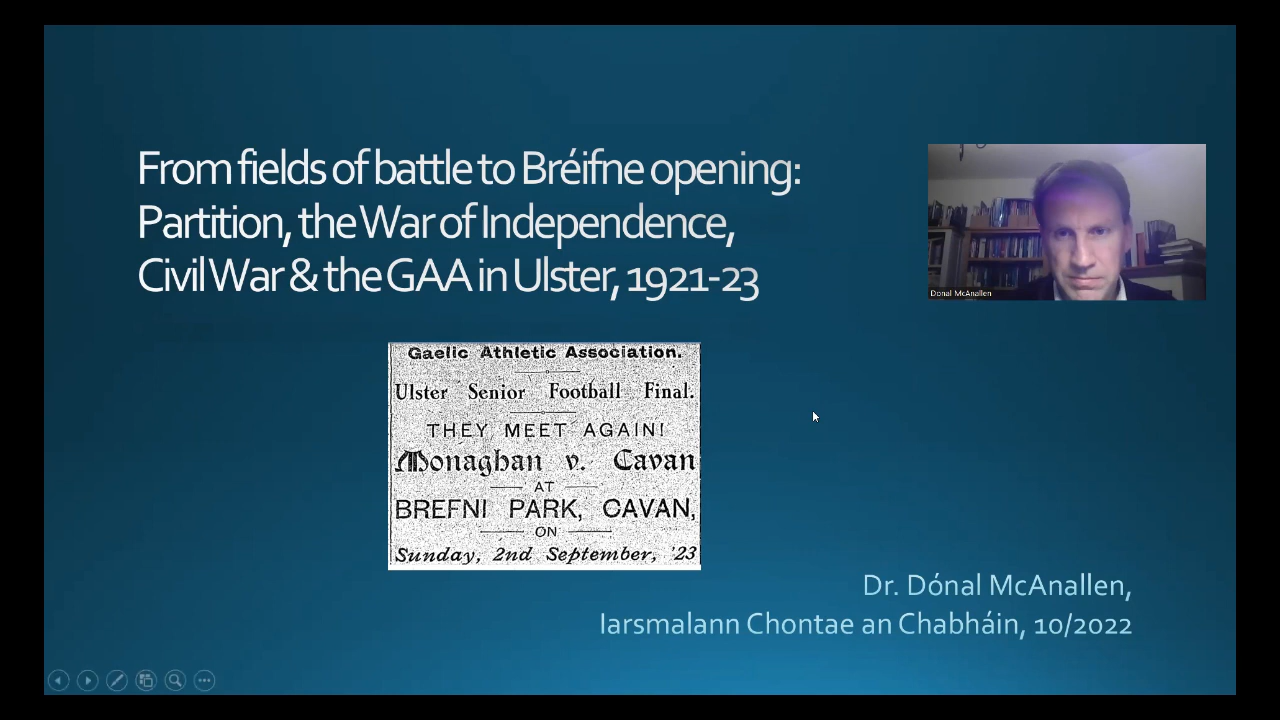 From fields of battle to Bréifne opening:
Partition, the War of Independence,
Civil War & the GAA in Ulster, 1921-23
Donal McAnallen
Gaelic Athletic Association.
Ulster Senior Football Final.
THEY MEET AGAIN!
Monaghan v. Cavan
AT
BREFNI PARK, CAVAN,
ON
Sunday, 2nd September, '23
Dr. Dónal McAnallen,
Iarsmalann Chontae an Chabháin, 10/2022